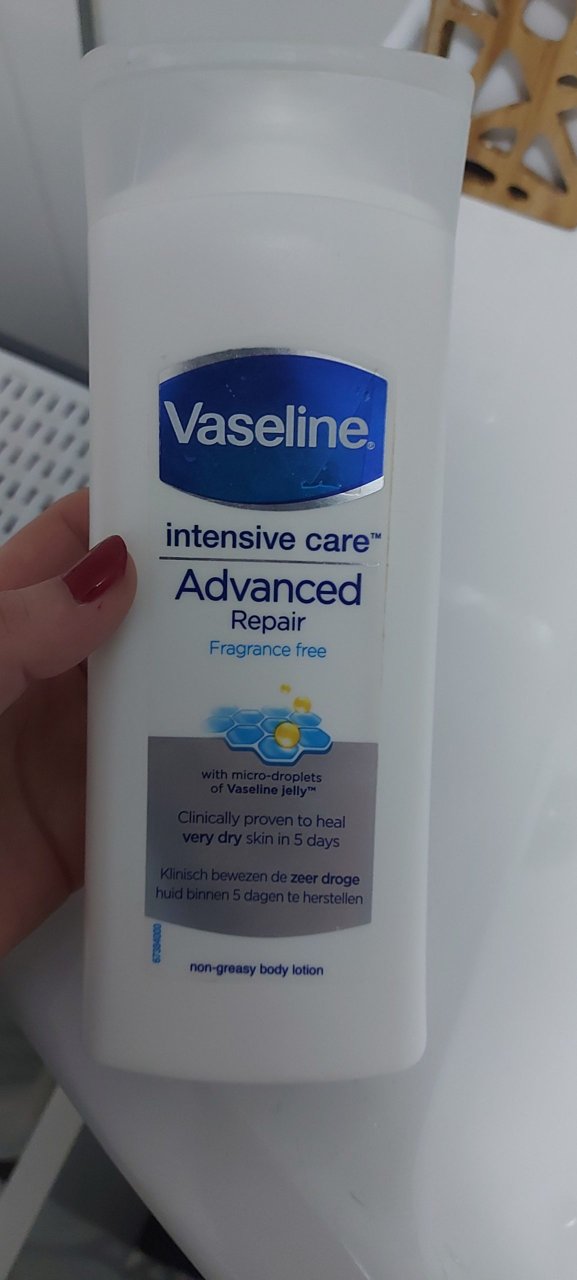 Vaseline®
intensive care™
Advanced
Repair
Fragrance free
with micro-droplets
of Vaseline jelly™
Clinically proven to heal
very dry skin in 5 days
Klinisch bewezen de zeer droge
huid binnen 5 dagen te herstellen
67384800
non-greasy body lotion